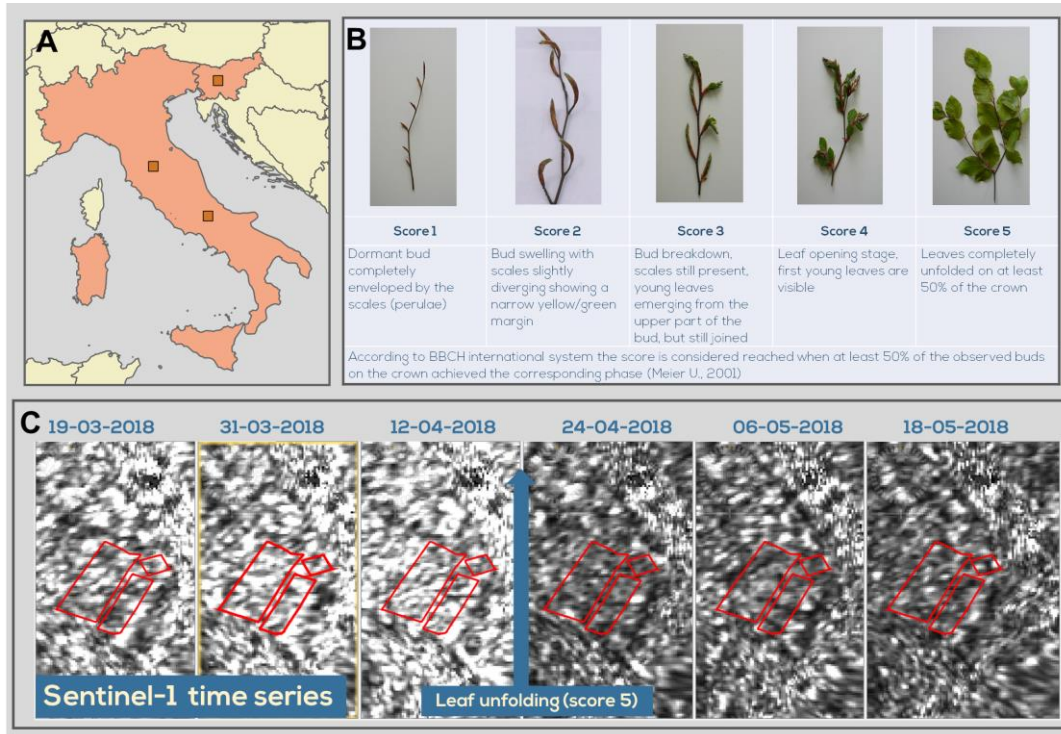 A
B
Score 1
Score 2
Score 3
Score 4
Score 5
Dormant bud
completely
enveloped by the
scales (perulae)
Bud swelling with
scales slightly
diverging showing a
narrow yellow/green
margin
Bud breakdown,
scales still present,
young leaves
emerging from the
upper part of the
bud, but still joined
Leaf opening stage,
first young leaves are
visible
Leaves completely
unfolded on at least
50% of the crown
According to BBCH international system the score is considered reached when at least 50% of the observed buds
on the crown achieved the corresponding phase (Meier U., 2001)
C
19-03-2018
31-03-2018
12-04-2018
24-04-2018
06-05-2018
18-05-2018
Sentinel-1 time series
Leaf unfolding (score 5)